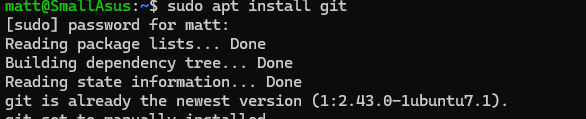 matt@SmallAsus:~$ sudo apt install git
[sudo] password for matt:
Reading package lists... Done
Building dependency tree... Done
Reading state information... Done
git is already the newest version (1:2.43.0-1ubuntu7.1).
git set to manually installed